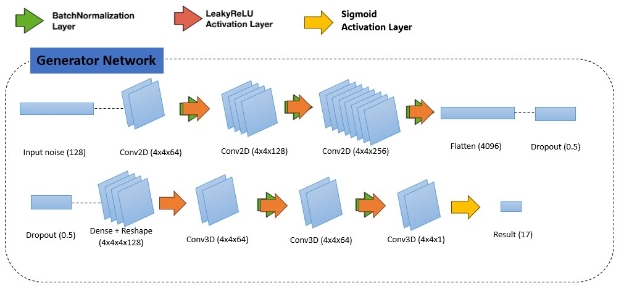 BatchNormalization
Layer
LeakyReLU
Activation Layer
Sigmoid
Activation Layer
Generator Network
Input noise (128)
Conv2D (4x4x64)
Conv2D (4x4x128)
Conv2D (4x4x256)
Flatten (4096)
Dropout (0.5)
Dropout (0.5)
Dense + Reshape
(4x4x4x128)
Conv3D (4x4x64)
Conv3D (4x4x64)
Conv3D (4x4x1)
Result (17)